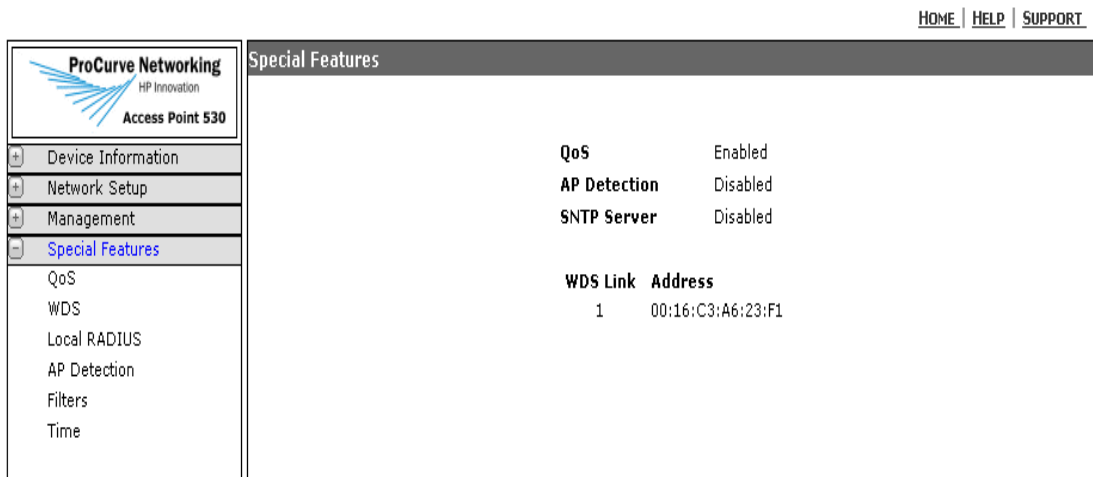 HOME | HELP | SUPPORT
ProCurve Networking
HP Innovation
Access Point 530
Special Features
Device Information
Network Setup
Management
Special Features
QoS
WDS
Local RADIUS
AP Detection
Filters
Time
QoS Enabled
AP Detection Disabled
SNTP Server Disabled
WDS Link Address
1 00:16:C3:A6:23:F1